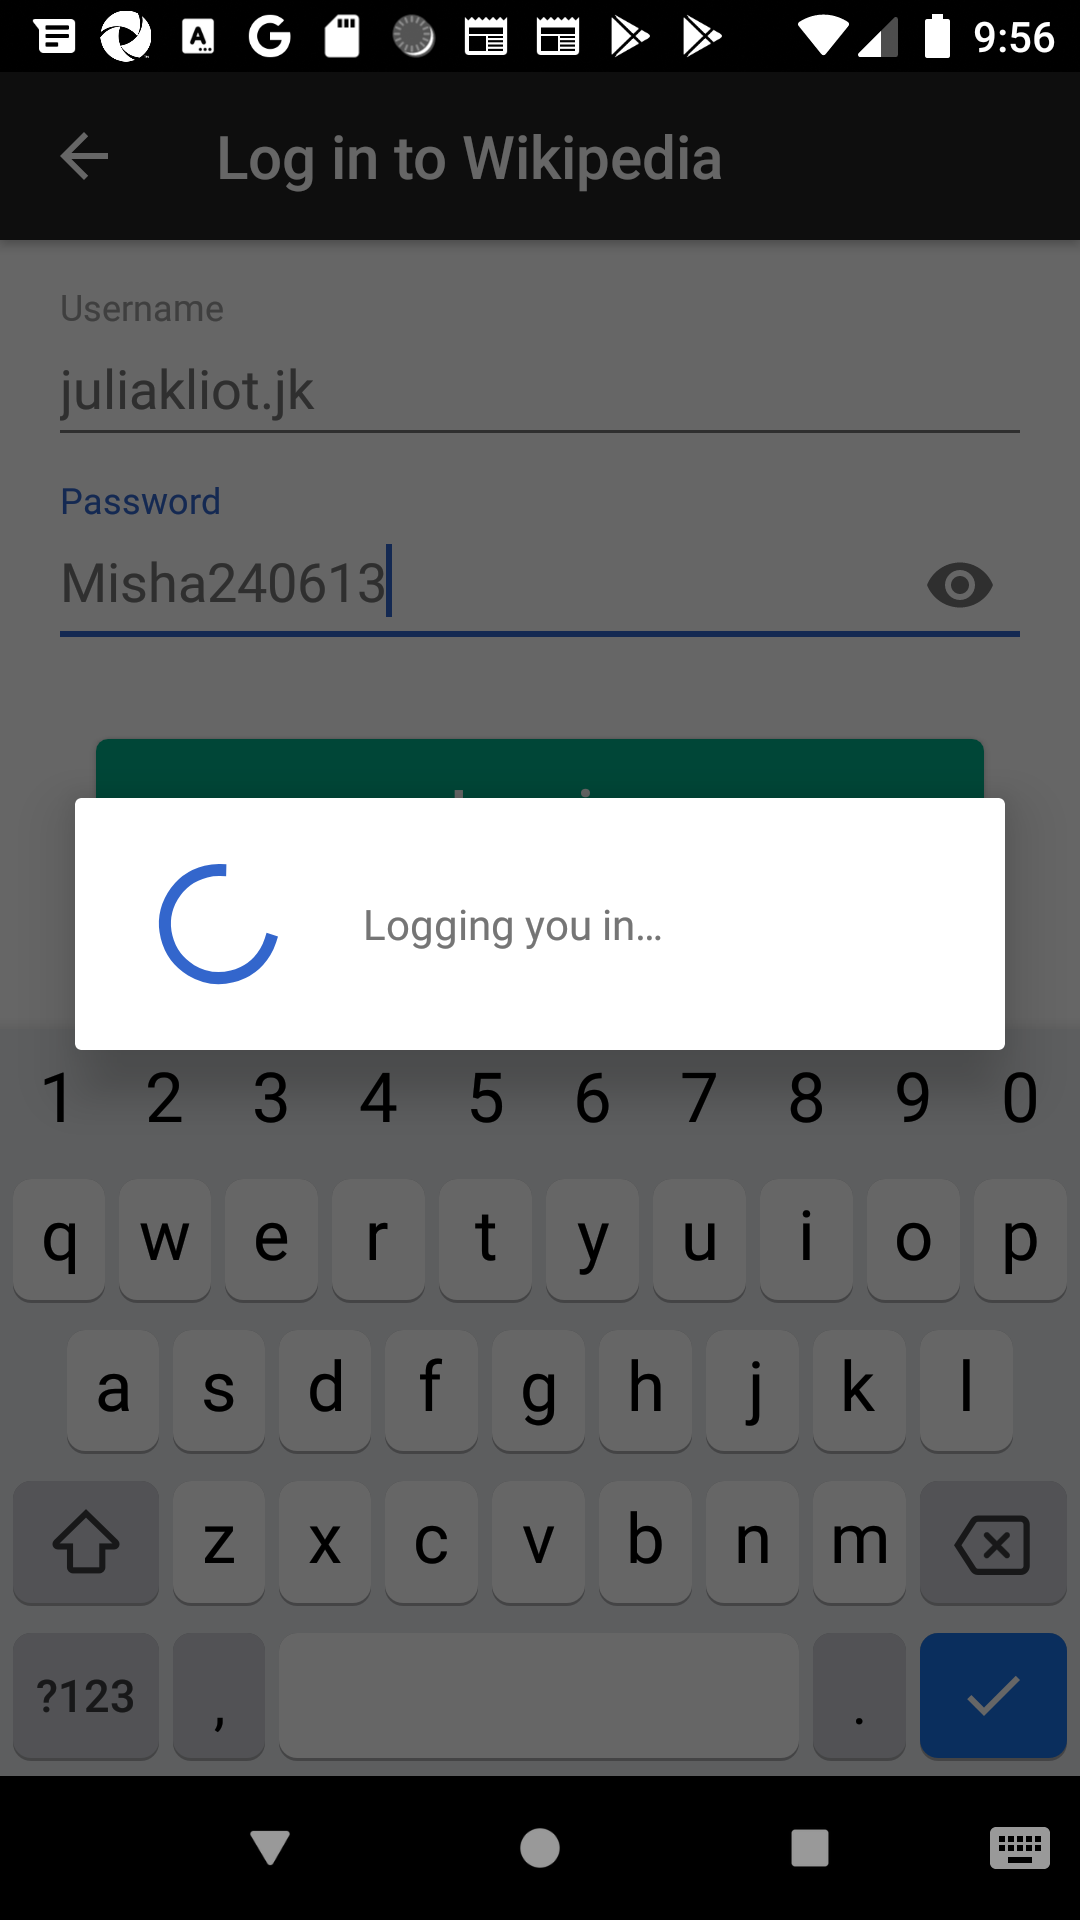 9:56
Log in to Wikipedia
Username
juliakliot.jk
Password
Misha240613
Logging you in...
1 2 3 4 5 6 7 8 9 0
q w e r t y u i o p
a s d f g h j k l
z x c v b n m
?123 , .